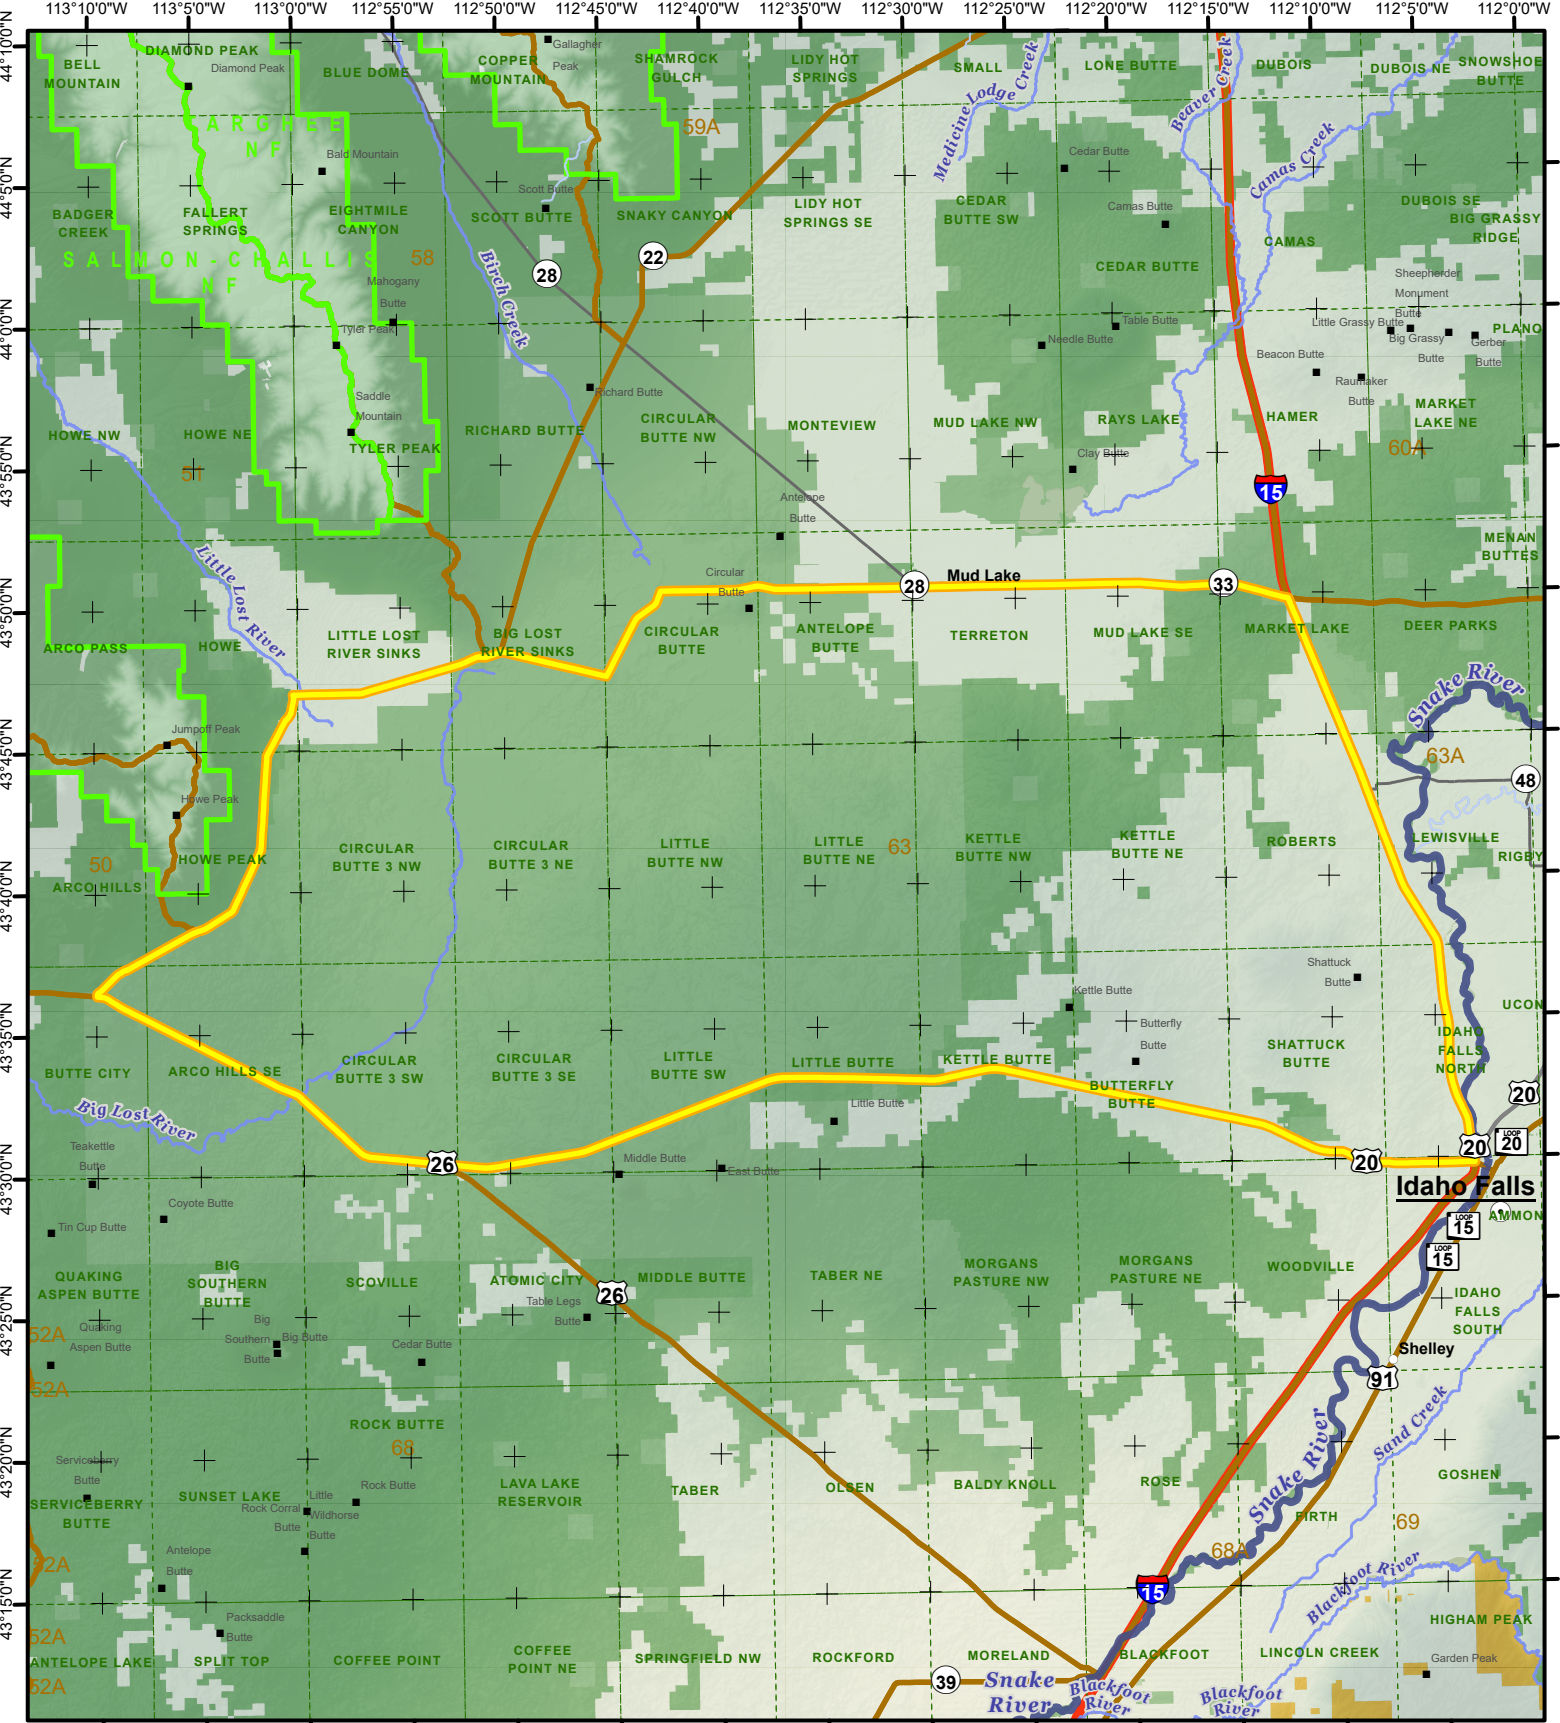 113°10'0"W 113°5'0"W 113°0'0"W 112°55'0"W 112°50'0"W 112°45'0"W 112°40'0"W 112°35'0"W 112°30'0"W 112°25'0"W 112°20'0"W 112°15'0"W 112°10'0"W 112°5'0"W 112°0'0"W
44°10'0"N
44°5'0"N
44°0'0"N
43°55'0"N
43°50'0"N
43°45'0"N
43°40'0"N
43°35'0"N
43°30'0"N
43°25'0"N
43°20'0"N
43°15'0"N
BELL
MOUNTAIN
DIAMOND PEAK
Diamond Peak
BLUE DOME
COPPER
MOUNTAIN
Gallagher
Peak
SHAMROCK
GULCH
LIDY HOT
SPRINGS
SMALL
Medicine Lodge Creek
LONE BUTTE
Beaver Creek
DUBOIS
DUBOIS NE
SNOWSHOE
BUTTE
ARGHEE
NF
59A
Bald Mountain
Cedar Butte
Camas Creek
BADGER
CREEK
FALLERT
SPRINGS
EIGHTMILE
CANYON
Scott Butte
SCOTT BUTTE
SNAKY CANYON
LIDY HOT
SPRINGS SE
CEDAR
BUTTE SW
Camas Butte
DUBOIS SE
BIG GRASSY
RIDGE
CAMAS
SALMON-CHALLIS
NF
58
22
28
Birch Creek
CEDAR BUTTE
Mahogany
Butte
Tyler Peak
Sheepherder
Monument
Butte
Little Grassy Butte
Big Grassy
Butte
Gerber
Butte
PLANO
Table Butte
Needle Butte
Beacon Butte
Raumaker
Butte
Saddle
Mountain
Richard Butte
HOWE NW
HOWE NE
TYLER PEAK
RICHARD BUTTE
CIRCULAR
BUTTE NW
MONTEVIEW
MUD LAKE NW
RAYS LAKE
HAMER
MARKET
LAKE NE
51
Clay Butte
60A
15
Antelope
Butte
MENAN
BUTTES
Little Lost River
Circular
Butte
28
Mud Lake
33
ARCO PASS
HOWE
LITTLE LOST
RIVER SINKS
BIG LOST
RIVER SINKS
CIRCULAR
BUTTE
ANTELOPE
BUTTE
TERRETON
MUD LAKE SE
MARKET LAKE
DEER PARKS
Snake River
Jumpoff Peak
63A
48
Howe Peak
50
HOWE PEAK
ARCO HILLS
CIRCULAR
BUTTE 3 NW
CIRCULAR
BUTTE 3 NE
LITTLE
BUTTE NW
LITTLE
BUTTE NE
63
KETTLE
BUTTE NW
KETTLE
BUTTE NE
ROBERTS
LEWISVILLE
RIGBY
Shattuck
Butte
Kettle Butte
UCON
Butterfly
Butte
BUTTE CITY
ARCO HILLS SE
CIRCULAR
BUTTE 3 SW
CIRCULAR
BUTTE 3 SE
LITTLE
BUTTE SW
LITTLE BUTTE
KETTLE BUTTE
SHATTUCK
BUTTE
IDAHO
FALLS
NORTH
BUTTERFLY
BUTTE
Big Lost River
Little Butte
20
Teakettle
Butte
26
Middle Butte
East Butte
20
20
LOOP
20
Idaho Falls
Coyote Butte
Tin Cup Butte
AMMON
LOOP
15
LOOP
15
QUAKING
ASPEN BUTTE
BIG
SOUTHERN
BUTTE
SCOVILLE
ATOMIC CITY
MIDDLE BUTTE
TABER NE
MORGANS
PASTURE NW
MORGANS
PASTURE NE
WOODVILLE
IDAHO
FALLS
SOUTH
26
Table Legs
Butte
Quaking
Aspen Butte
Big
Southern
Butte
Big Butte
Cedar Butte
52A
Shelley
91
52A
Sand Creek
ROCK BUTTE
68
Serviceberry
Butte
SERVICEBERRY
BUTTE
SUNSET LAKE
Rock Corral
Butte
Little
Wildhorse
Butte
Rock Butte
LAVA LAKE
RESERVOIR
TABER
OLSEN
BALDY KNOLL
ROSE
Snake River
GOSHEN
FIRTH
69
Antelope
Butte
52A
68A
15
Blackfoot River
Packsaddle
Butte
52A
HIGHAM PEAK
ANTELOPE LAKE
SPLIT TOP
COFFEE POINT
COFFEE
POINT NE
SPRINGFIELD NW
ROCKFORD
MORELAND
BLACKFOOT
LINCOLN CREEK
Garden Peak
52A
39
Snake
River
Blackfoot
River
Blackfoot
River